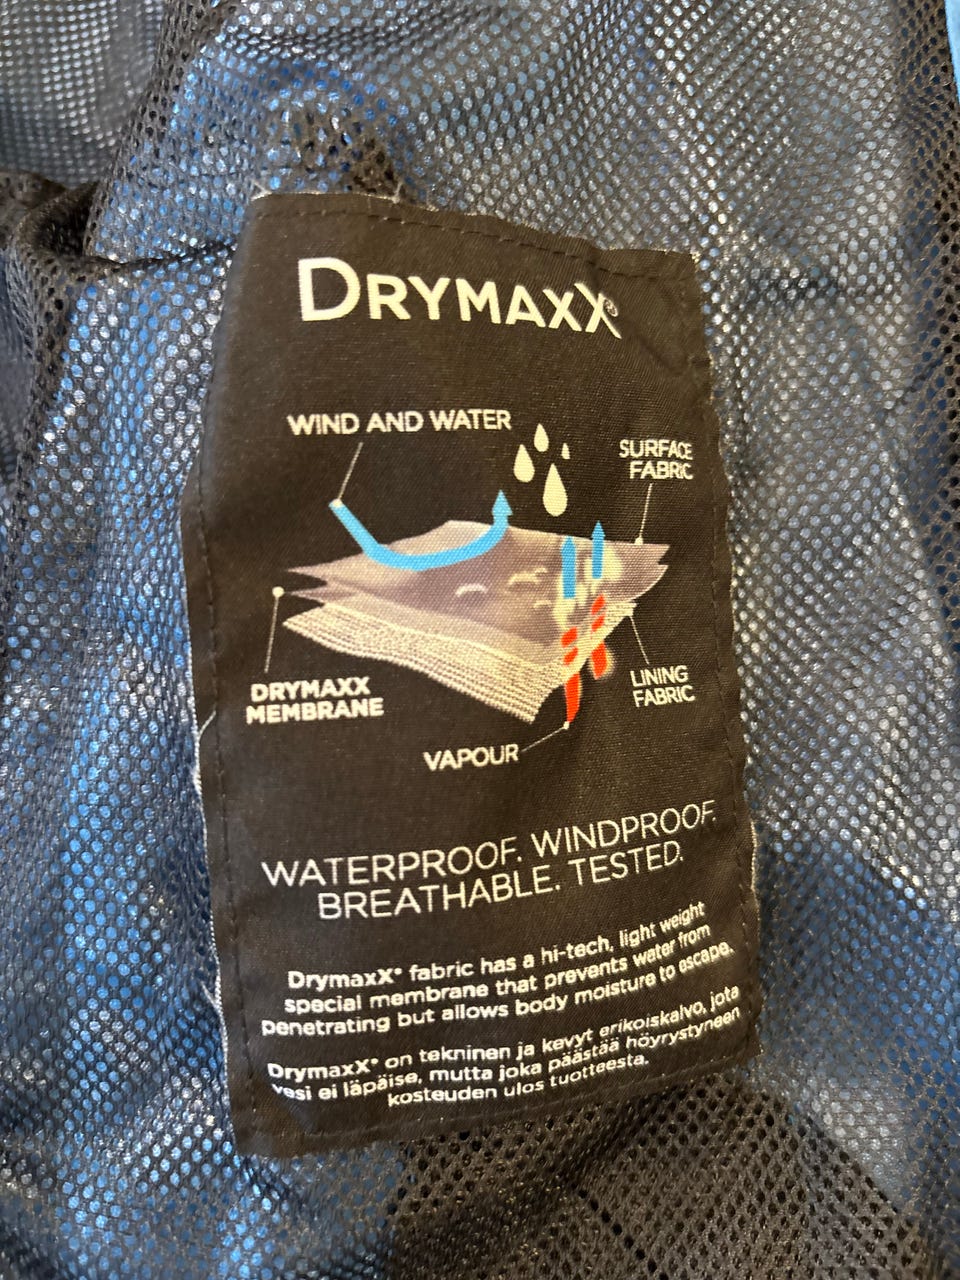 DRYMAXX®
WIND AND WATER
SURFACE
FABRIC
DRYMAXX
MEMBRANE
LINING
FABRIC
VAPOUR
WATERPROOF. WINDPROOF.
BREATHABLE. TESTED.
DrymaxX® fabric has a hi-tech, light weight
special membrane that prevents water from
penetrating but allows body moisture to escape.
DrymaxX® on tekninen ja kevyt erikoiskalvo, jota
vesi ei läpäise, mutta joka päästää höyrystyneen
kosteuden ulos tuotteesta.